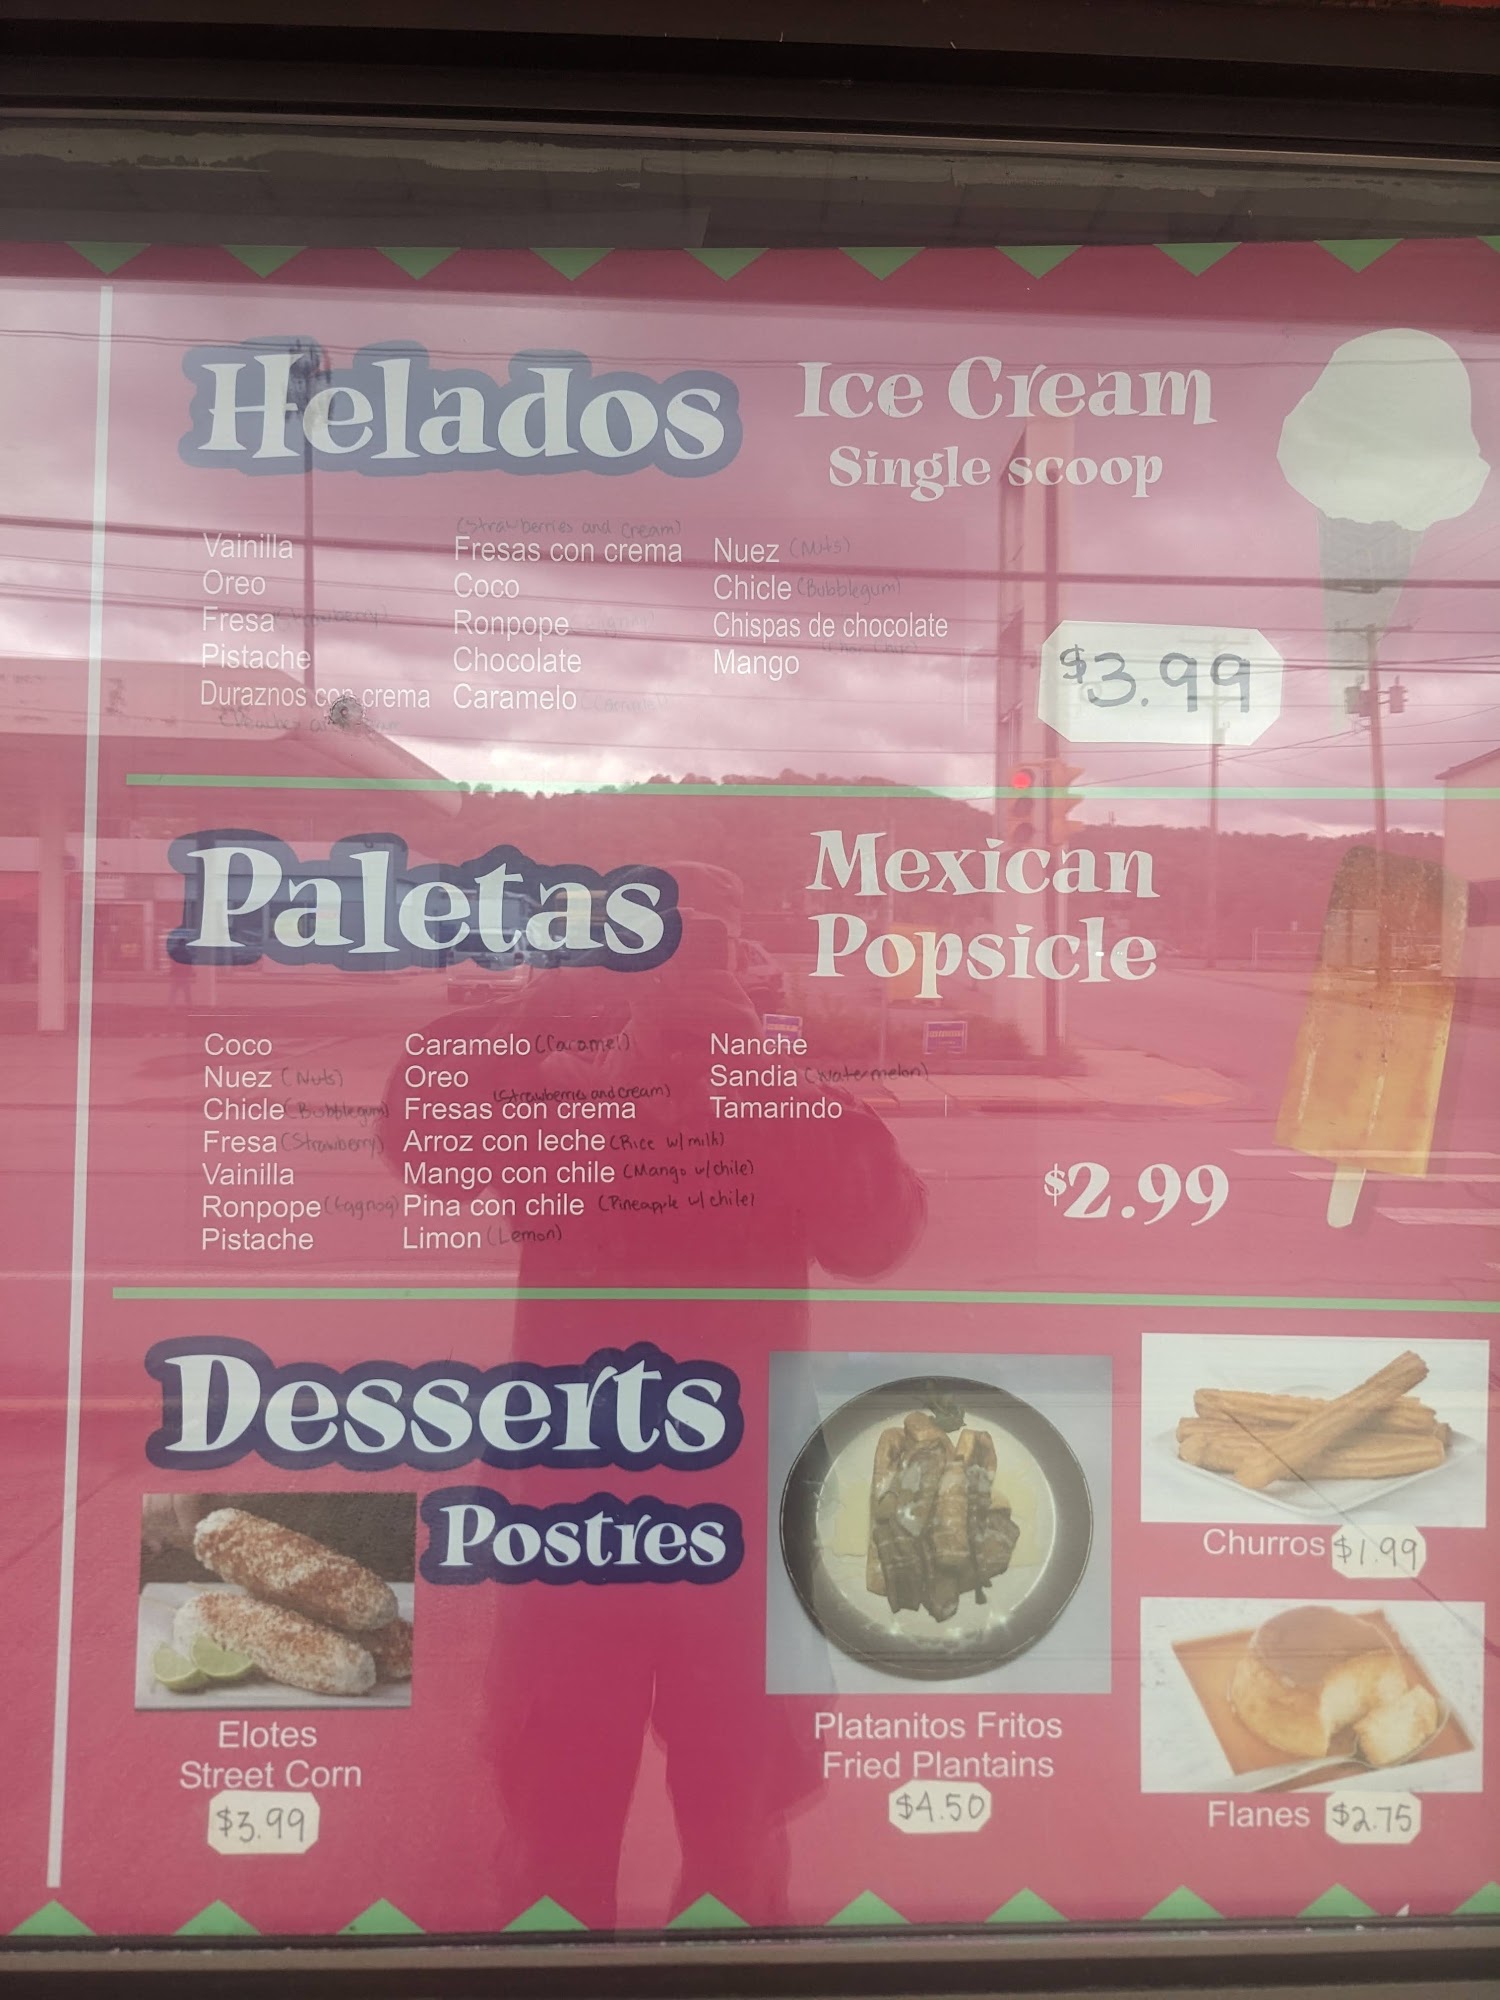 Helados
Ice Cream
Single scoop
Vainilla
Oreo
Fresa (Strawberry)
Pistache
Duraznos con crema
(Strawberries and Cream)
Fresas con crema
Coco
Ronpope
Chocolate
Caramelo
Nuez (Nuts)
Chicle (Bubblegum)
Chispas de chocolate
Mango
$3.99
Paletas
Mexican
Popsicle
Coco
Nuez (Nuts)
Chicle (Bubblegum)
Fresa (Strawberry)
Vainilla
Ronpope (Eggnog)
Pistache
Caramelo (Caramel)
Oreo
(Strawberries and cream)
Fresas con crema
Arroz con leche (Rice w/ milk)
Mango con chile (Mango w/ chile)
Pina con chile (Pineapple w/ chile)
Limon (Lemon)
Nanche
Sandia (Watermelon)
Tamarindo
$2.99
Desserts
Postres
Elotes
Street Corn
$3.99
Platanitos Fritos
Fried Plantains
$4.50
Churros $1.99
Flanes $2.75